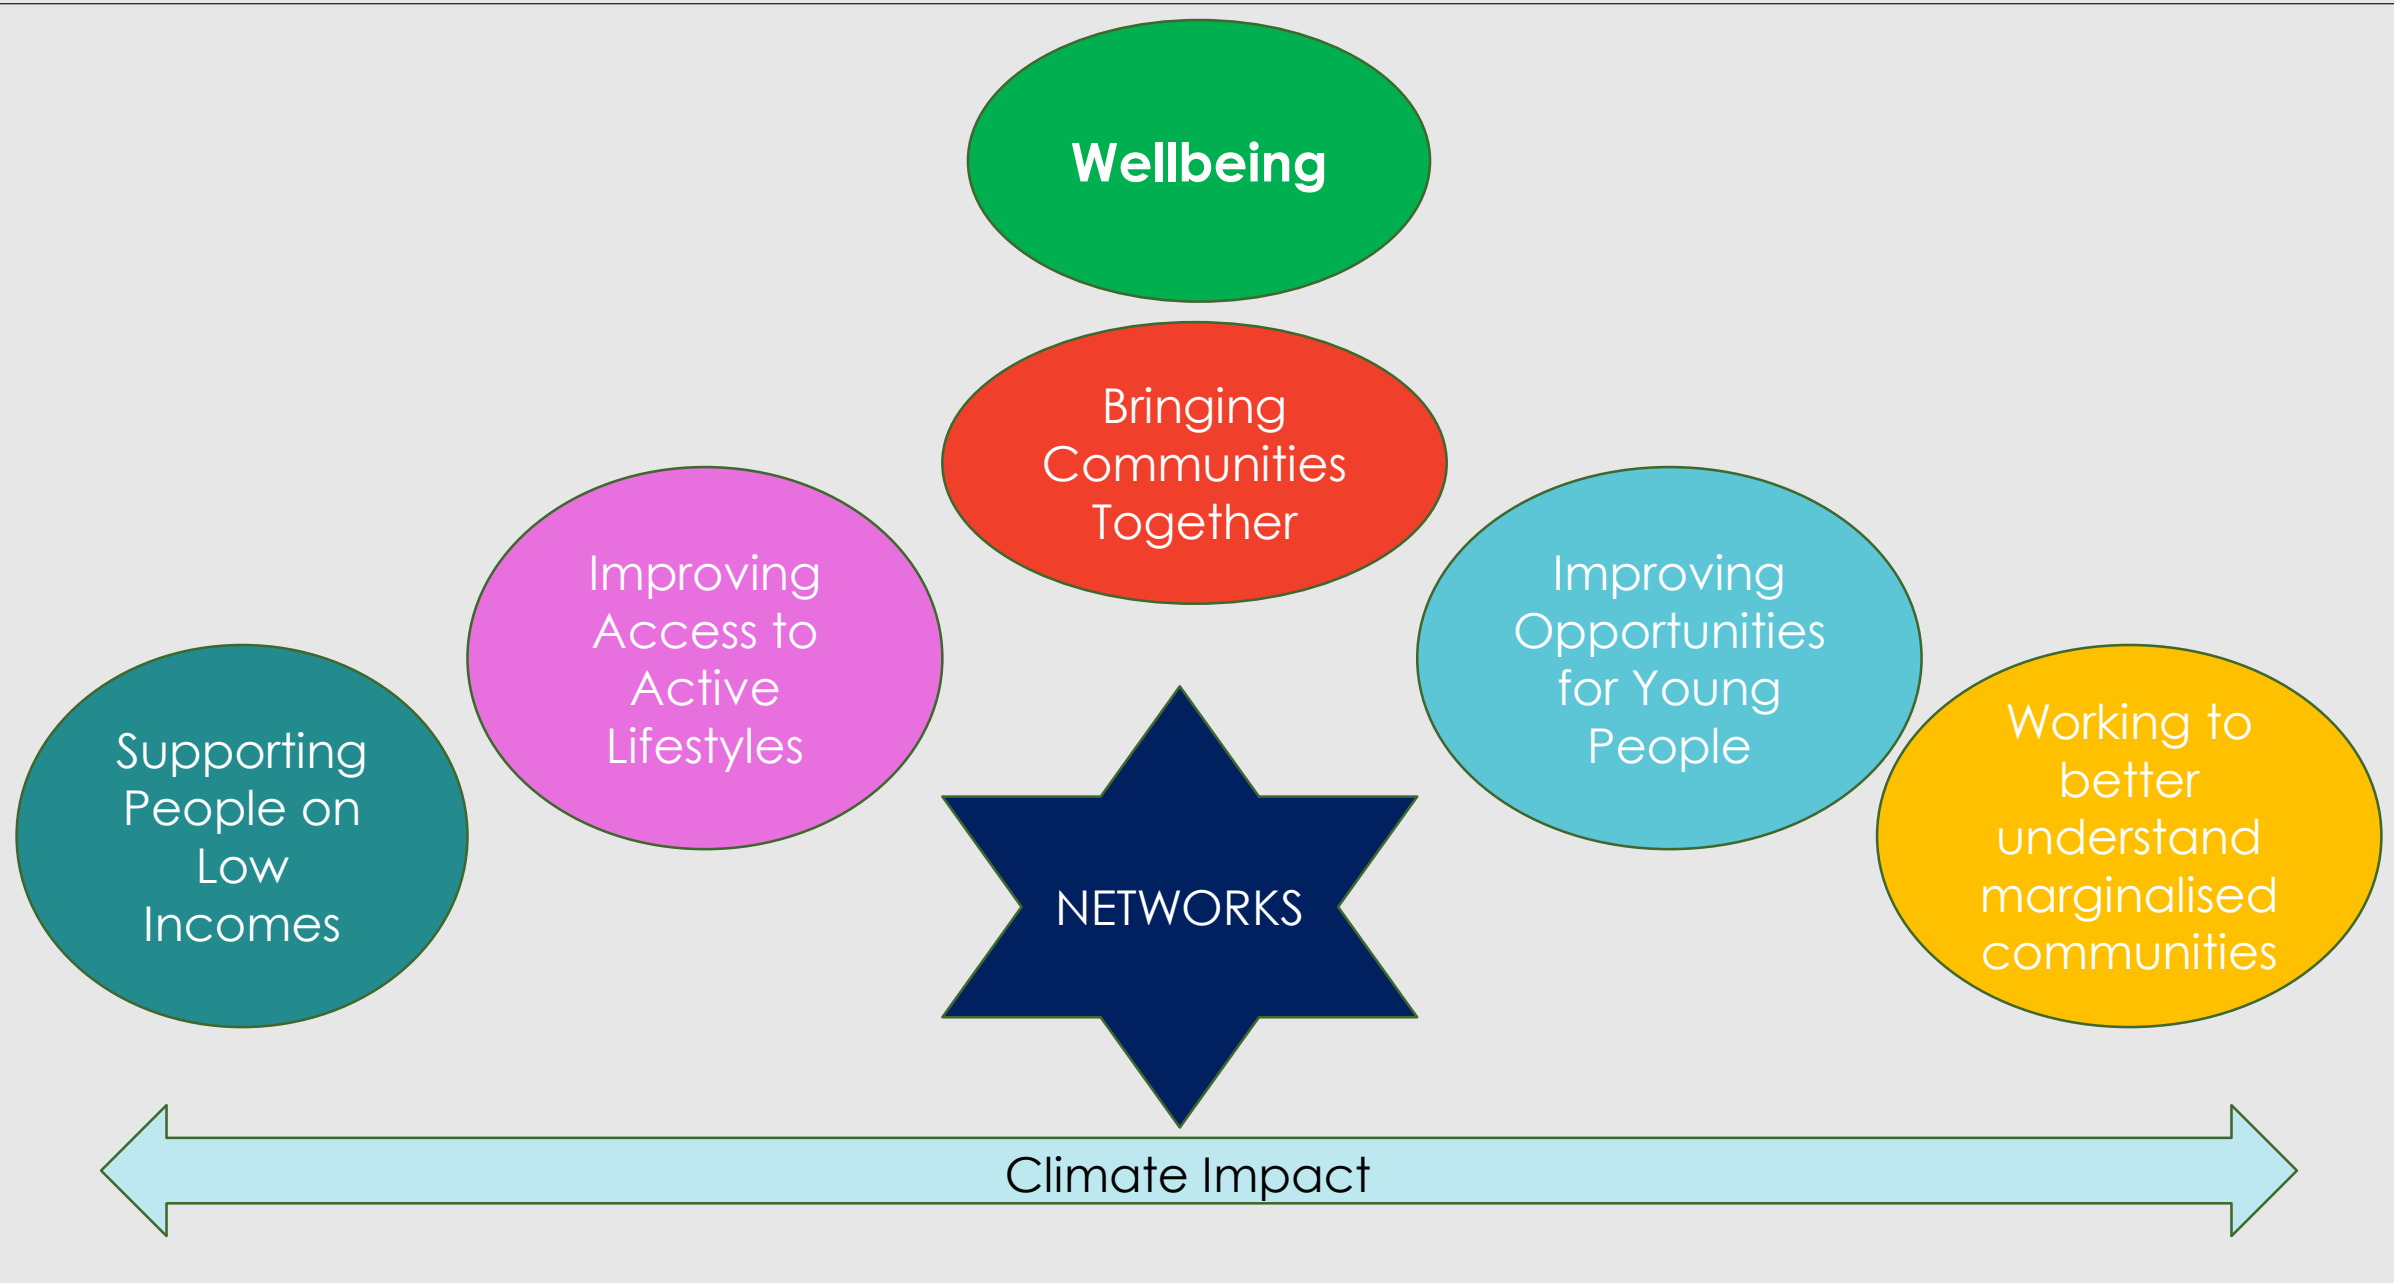 Wellbeing
Bringing
Communities
Together
Improving
Access to
Active
Lifestyles
Improving
Opportunities
for Young
People
Supporting
People on
Low
Incomes
Working to
better
understand
marginalised
communities
NETWORKS
Climate Impact